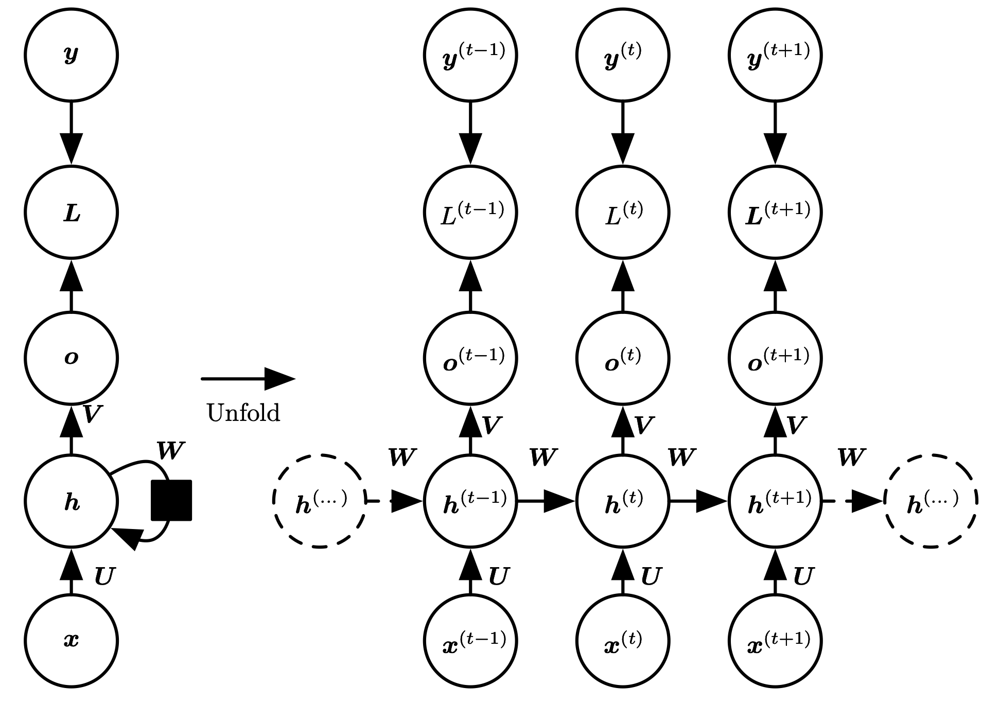 y y^(t−1) y^(t) y^(t+1)
L L^(t−1) L^(t) L^(t+1)
o o^(t−1) o^(t) o^(t+1)
Unfold
V V V V
W W W W W
h h^(...) h^(t−1) h^(t) h^(t+1) h^(...)
U U U U
x x^(t−1) x^(t) x^(t+1)